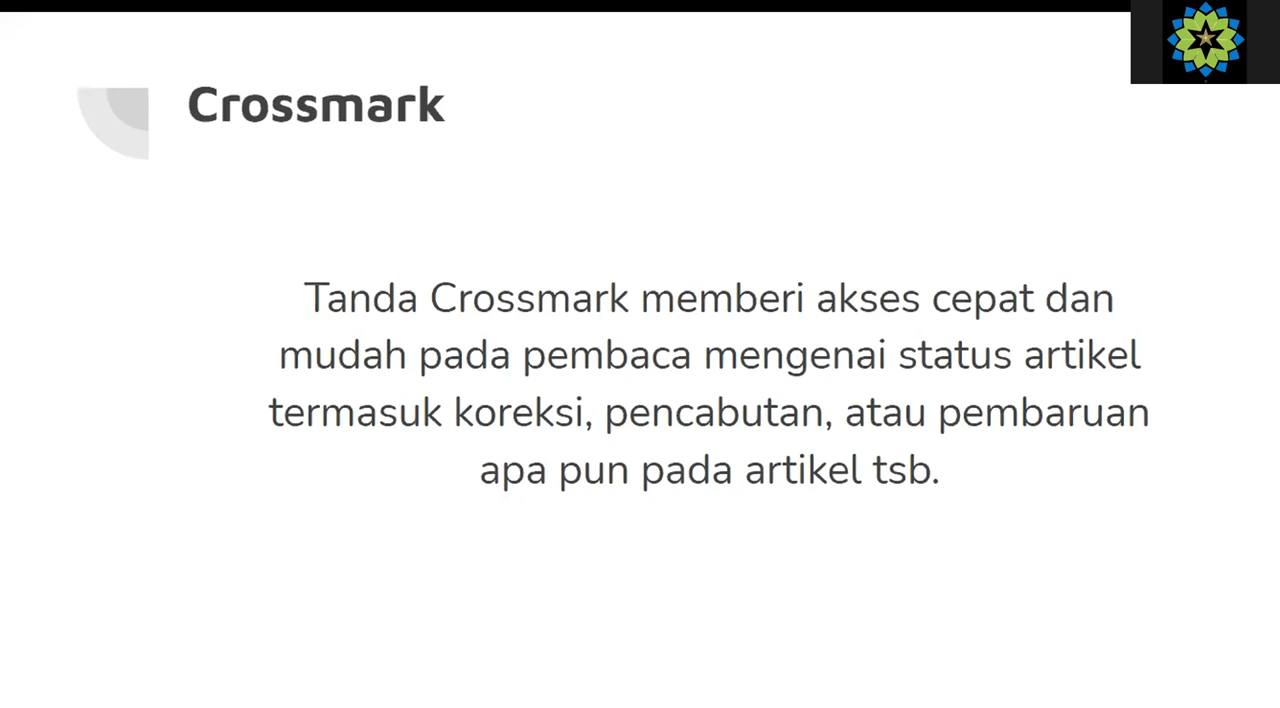 Crossmark
Tanda Crossmark memberi akses cepat dan
mudah pada pembaca mengenai status artikel
termasuk koreksi, pencabutan, atau pembaruan
apa pun pada artikel tsb.